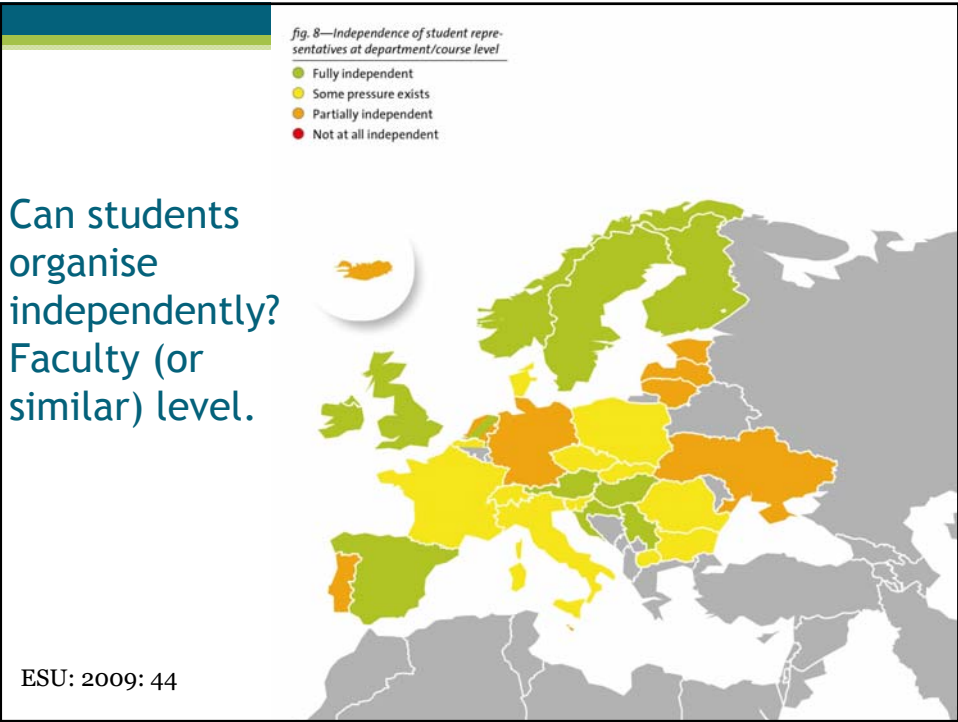 fig. 8—Independence of student repre-
sentatives at department/course level
Fully independent
Some pressure exists
Partially independent
Not at all independent
Can students
organise
independently?
Faculty (or
similar) level.
ESU: 2009: 44